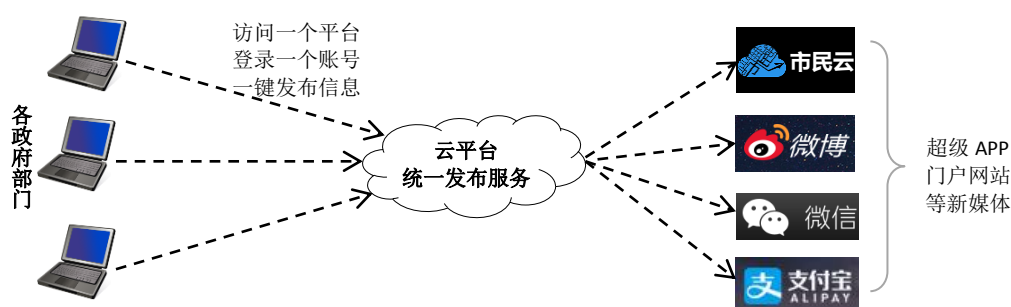 访问一个平台
登录一个账号
一键发布信息
各政府部门
云平台
统一发布服务
市民云
微博
微信
支付宝
ALIPAY
超级 APP
门户网站
等新媒体